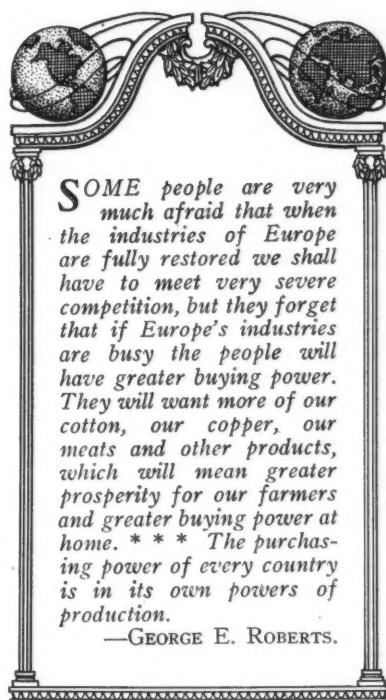 SOME people are very
much afraid that when
the industries of Europe
are fully restored we shall
have to meet very severe
competition, but they forget
that if Europe's industries
are busy the people will
have greater buying power.
They will want more of our
cotton, our copper, our
meats and other products,
which will mean greater
prosperity for our farmers
and greater buying power at
home. * * * The purchas-
ing power of every country
is in its own powers of
production.
—GEORGE E. ROBERTS.